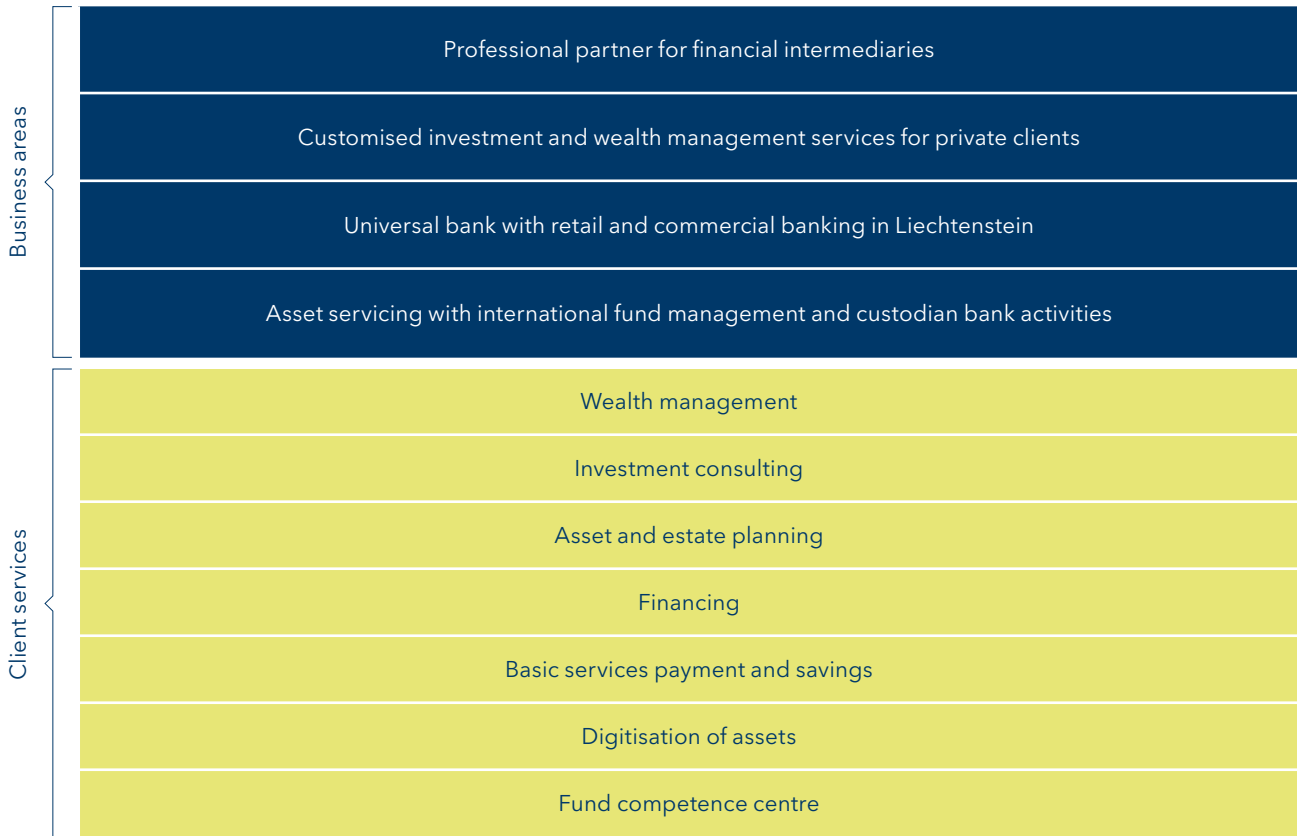 Business areas
Professional partner for financial intermediaries
Customised investment and wealth management services for private clients
Universal bank with retail and commercial banking in Liechtenstein
Asset servicing with international fund management and custodian bank activities
Client services
Wealth management
Investment consulting
Asset and estate planning
Financing
Basic services payment and savings
Digitisation of assets
Fund competence centre